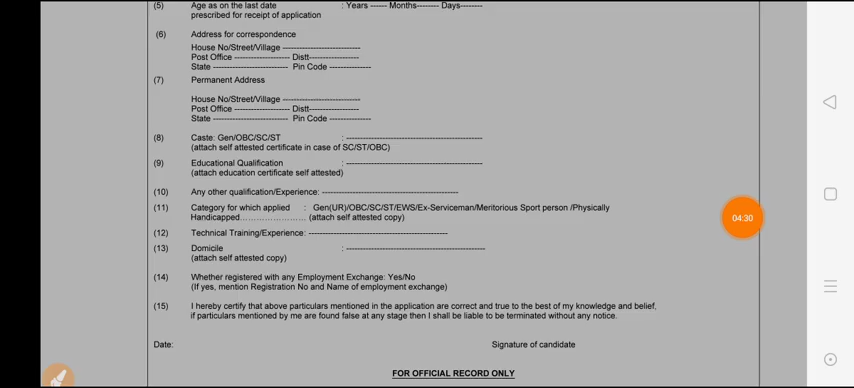 (5) Age as on the last date : Years ------ Months-------- Days--------
prescribed for receipt of application
(6) Address for correspondence
House No/Street/Village ----------------------------
Post Office -------------------- Distt------------------
State --------------------------- Pin Code ---------------
(7) Permanent Address
House No/Street/Village ----------------------------
Post Office -------------------- Distt------------------
State --------------------------- Pin Code ---------------
(8) Caste: Gen/OBC/SC/ST : -------------------------------------------------
(attach self attested certificate in case of SC/ST/OBC)
(9) Educational Qualification : -------------------------------------------------
(attach education certificate self attested)
(10) Any other qualification/Experience: -------------------------------------------------
(11) Category for which applied : Gen(UR)/OBC/SC/ST/EWS/Ex-Serviceman/Meritorious Sport person /Physically
Handicapped…………………… (attach self attested copy)
04:30
(12) Technical Training/Experience: --------------------------------------------------
(13) Domicile : --------------------------------------------------
(attach self attested copy)
(14) Whether registered with any Employment Exchange: Yes/No
(If yes, mention Registration No and Name of employment exchange)
(15) I hereby certify that above particulars mentioned in the application are correct and true to the best of my knowledge and belief,
if particulars mentioned by me are found false at any stage then I shall be liable to be terminated without any notice.
Date: Signature of candidate
FOR OFFICIAL RECORD ONLY